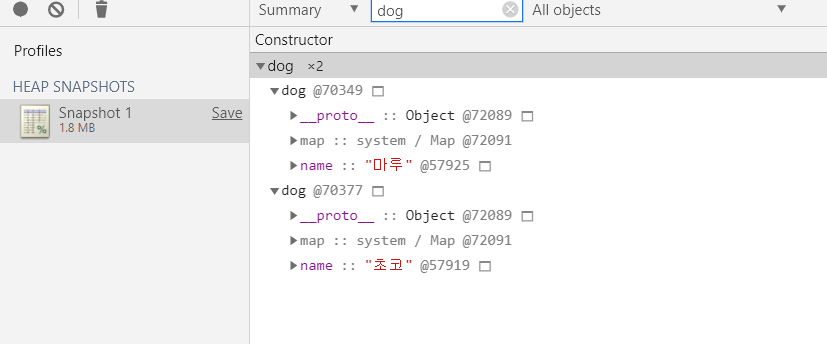 Summary
dog
All objects
Profiles
Constructor
HEAP SNAPSHOTS
dog ×2
Snapshot 1
Save
1.8 MB
dog @70349
__proto__ :: Object @72089
map :: system / Map @72091
name :: "마루" @57925
dog @70377
__proto__ :: Object @72089
map :: system / Map @72091
name :: "초코" @57919